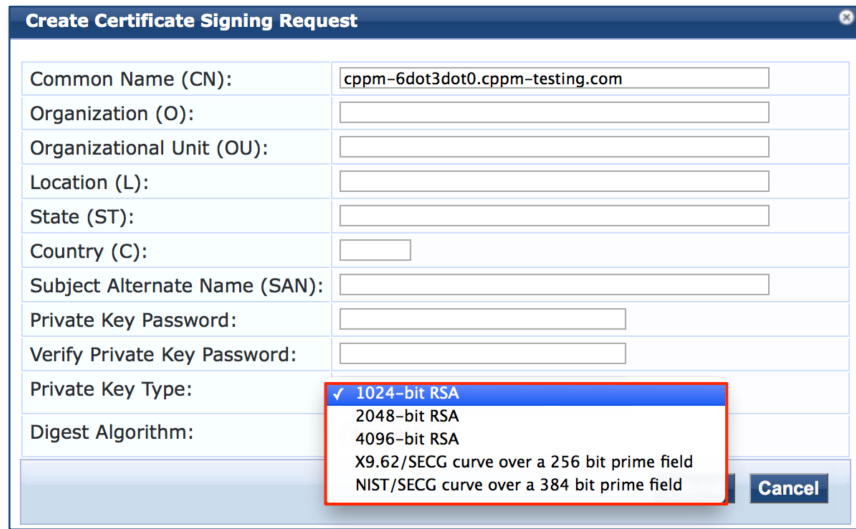 Create Certificate Signing Request
Common Name (CN): cppm-6dot3dot0.cppm-testing.com
Organization (O):
Organizational Unit (OU):
Location (L):
State (ST):
Country (C):
Subject Alternate Name (SAN):
Private Key Password:
Verify Private Key Password:
Private Key Type:
✓ 1024-bit RSA
2048-bit RSA
4096-bit RSA
X9.62/SECG curve over a 256 bit prime field
NIST/SECG curve over a 384 bit prime field
Digest Algorithm:
Cancel